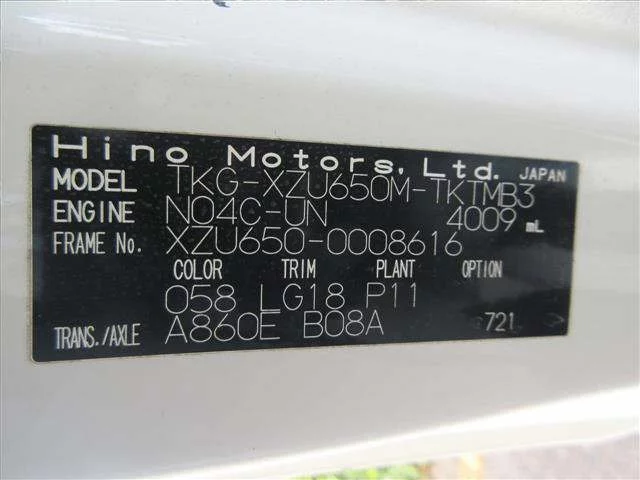 Hino Motors, Ltd. JAPAN
MODEL TKG-XZU650M-TKTMB3
ENGINE N04C-UN 4009 mL
FRAME No. XZU650-0008616
COLOR TRIM PLANT OPTION
058 LG18 P11
TRANS./AXLE A860E B08A 721